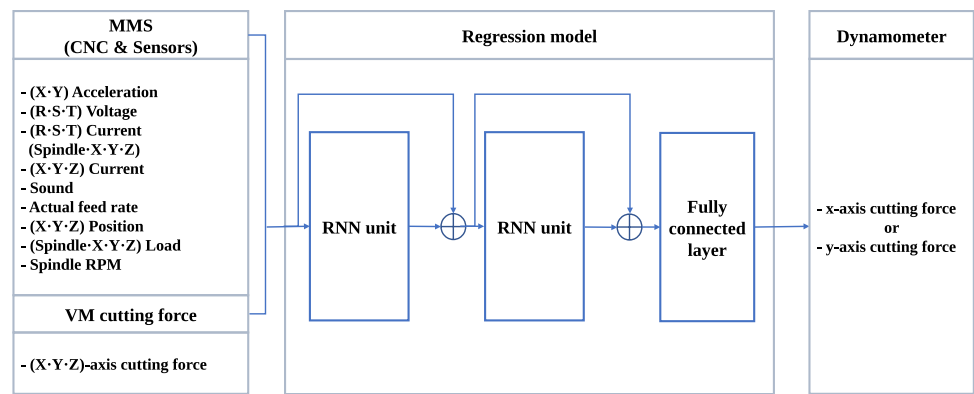 MMS
(CNC & Sensors)
- (X·Y) Acceleration
- (R·S·T) Voltage
- (R·S·T) Current
(Spindle·X·Y·Z)
- (X·Y·Z) Current
- Sound
- Actual feed rate
- (X·Y·Z) Position
- (Spindle·X·Y·Z) Load
- Spindle RPM
VM cutting force
- (X·Y·Z)-axis cutting force
Regression model
RNN unit
RNN unit
Fully
connected
layer
Dynamometer
- x-axis cutting force
or
- y-axis cutting force